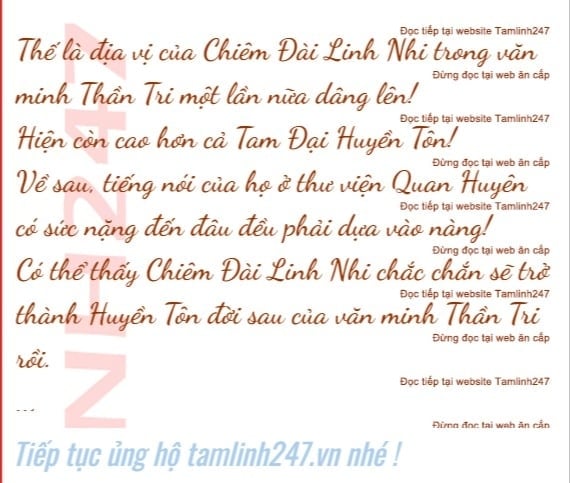 Đọc tiếp tại website Tamlinh247
Thế là địa vị của Chiêm Đài Linh Nhi trong văn
Đừng đọc tại web ăn cắp
minh Thần Tri một lần nữa dâng lên!
Đọc tiếp tại website Tamlinh247
Hiện còn cao hơn cả Tam Đại Huyền Tôn!
Đừng đọc tại web ăn cắp
Về sau, tiếng nói của họ ở thư viện Quan Huyên
Đọc tiếp tại website Tamlinh247
có sức nặng đến đâu đều phải dựa vào nàng!
Đừng đọc tại web ăn cắp
Có thể thấy Chiêm Đài Linh Nhi chắc chắn sẽ trở
Đọc tiếp tại website Tamlinh247
thành Huyền Tôn đời sau của văn minh Thần Tri
Đừng đọc tại web ăn cắp
rồi.
Đọc tiếp tại website Tamlinh247
...
Đừng đọc tại web ăn cắp
NH247
Tiếp tục ủng hộ tamlinh247.vn nhé !